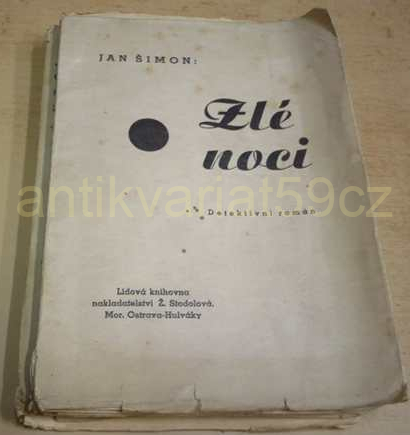 JAN ŠIMON:
Zlé
noci
antikvariat59cz
Detektivní román
Lidová knihovna
nakladatelství Ž. Stodolová,
Mor. Ostrava-Hulváky